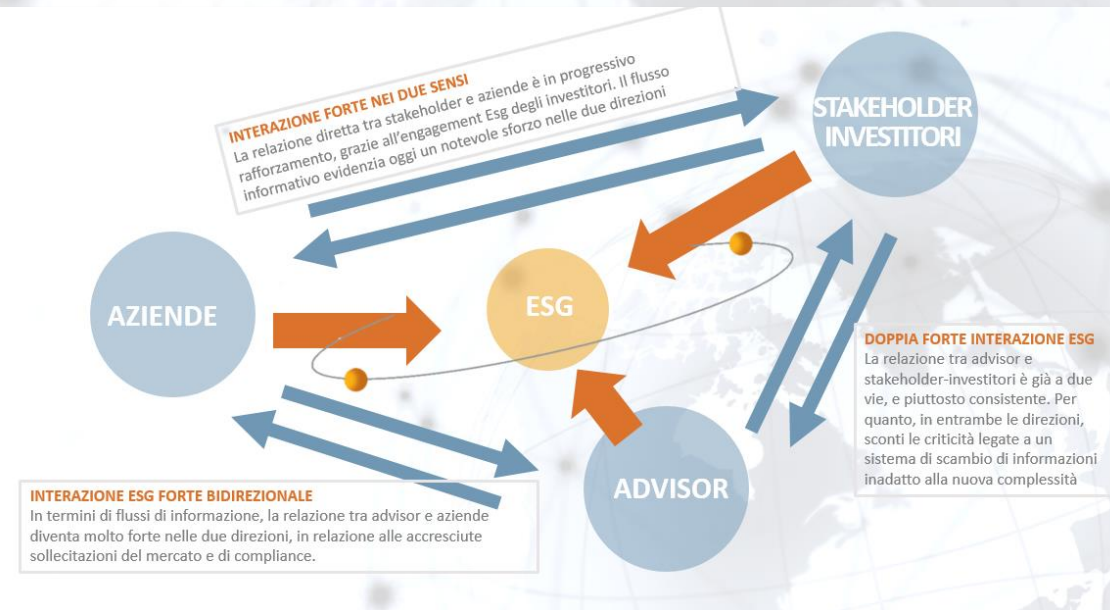 INTERAZIONE FORTE NEI DUE SENSI
La relazione diretta tra stakeholder e aziende è in progressivo
rafforzamento, grazie all'engagement Esg degli investitori. Il flusso
informativo evidenzia oggi un notevole sforzo nelle due direzioni
STAKEHOLDER
INVESTITORI
AZIENDE
ESG
DOPPIA FORTE INTERAZIONE ESG
La relazione tra advisor e
stakeholder-investitori è già a due
vie, e piuttosto consistente. Per
quanto, in entrambe le direzioni,
sconti le criticità legate a un
sistema di scambio di informazioni
inadatto alla nuova complessità
ADVISOR
INTERAZIONE ESG FORTE BIDIREZIONALE
In termini di flussi di informazione, la relazione tra advisor e aziende
diventa molto forte nelle due direzioni, in relazione alle accresciute
sollecitazioni del mercato e di compliance.